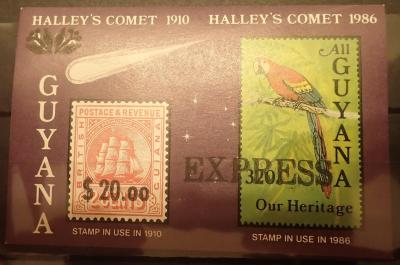 HALLEY'S COMET 1910
HALLEY'S COMET 1986
GUYANA
POSTAGE & REVENUE
BRITISH
GUIANA
$20.00
STAMP IN USE IN 1910
All
GUYANA
EXPRESS
320
Our Heritage
STAMP IN USE IN 1986